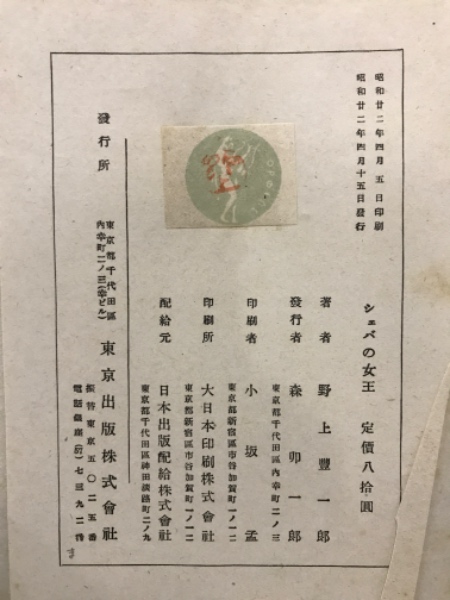 昭和廿二年四月五日印刷
昭和廿二年四月十五日發行
シェバの女王 定價八拾圓
著者 野上豐一郎
發行者 森卯一郎
東京都千代田區內幸町二ノ三
印刷者 小坂孟
東京都新宿區市谷加賀町一ノ一二
印刷所 大日本印刷株式會社
東京都新宿區市谷加賀町一ノ一二
配給元 日本出版配給株式會社
東京都千代田區神田淡路町二ノ九
發行所
東京都千代田區
內幸町二ノ三(幸ビル)
東京出版株式會社
振替東京五〇二五番
電話銀座(57)七三九二番